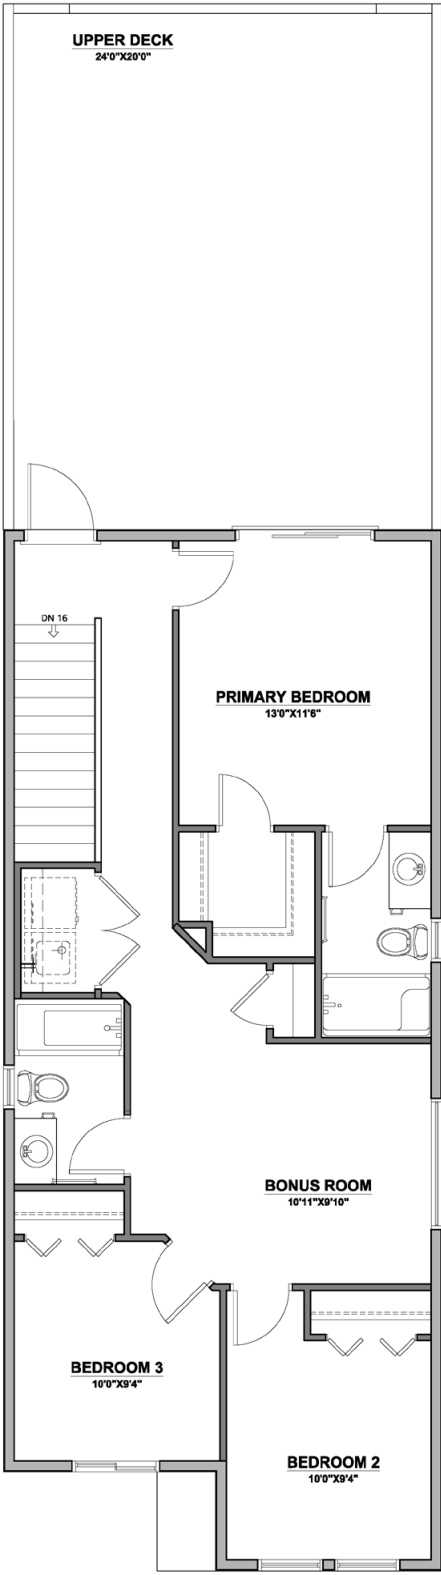 UPPER DECK
24'0"X20'0"
DN 16
PRIMARY BEDROOM
13'0"X11'6"
BONUS ROOM
10'11"X9'10"
BEDROOM 3
10'0"X9'4"
BEDROOM 2
10'0"X9'4"